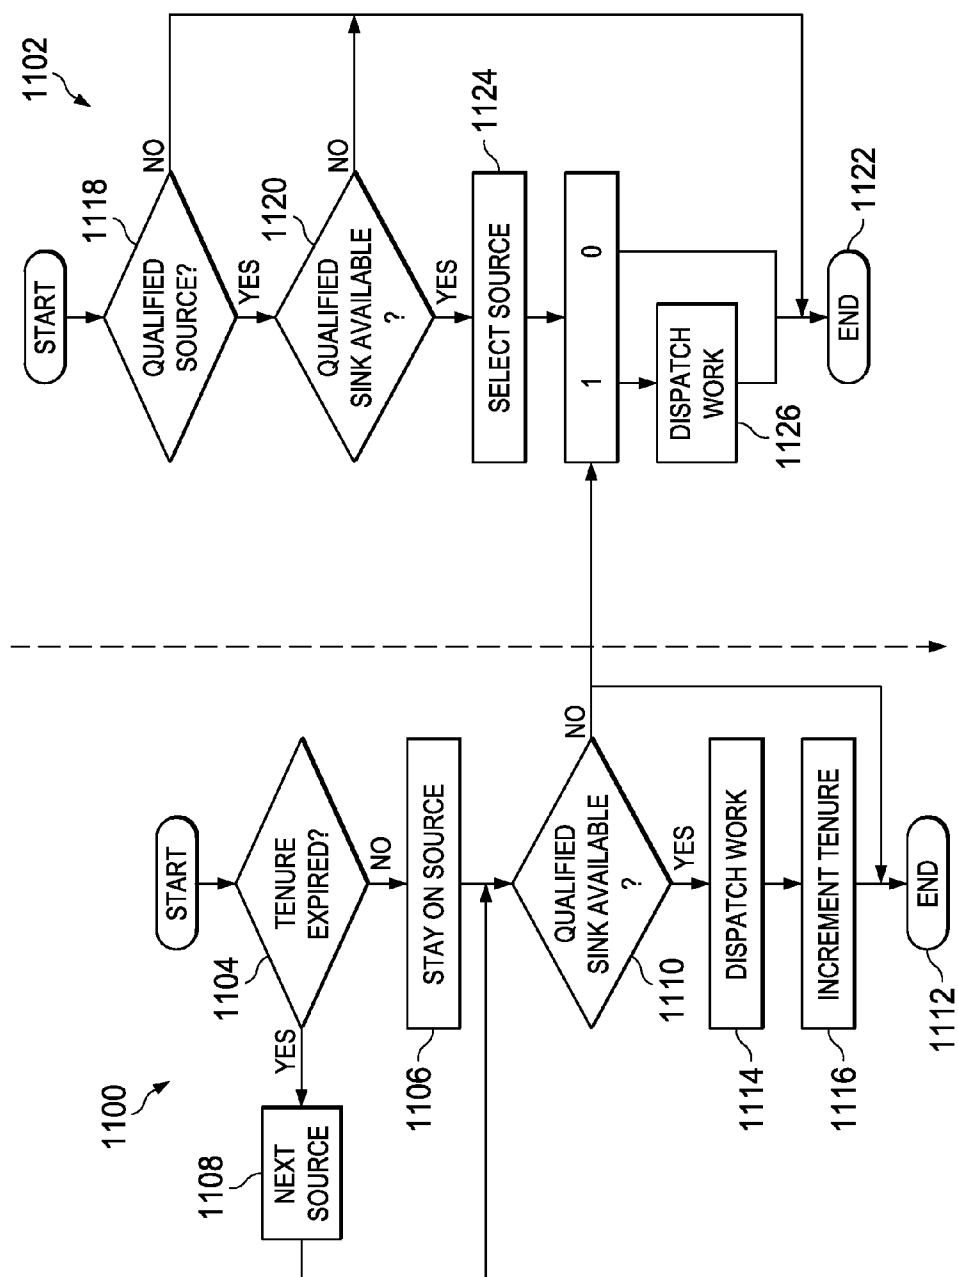 1100
START
1104
TENURE
EXPIRED?
YES
NO
1108
NEXT
SOURCE
1106
STAY ON SOURCE
QUALIFIED
SINK AVAILABLE
?
1110
NO
YES
1114
DISPATCH WORK
1116
INCREMENT TENURE
1112
END
1102
START
1118
QUALIFIED
SOURCE?
NO
YES
1120
QUALIFIED
SINK AVAILABLE
?
NO
YES
1124
SELECT SOURCE
1 0
DISPATCH
WORK
1126
1122
END